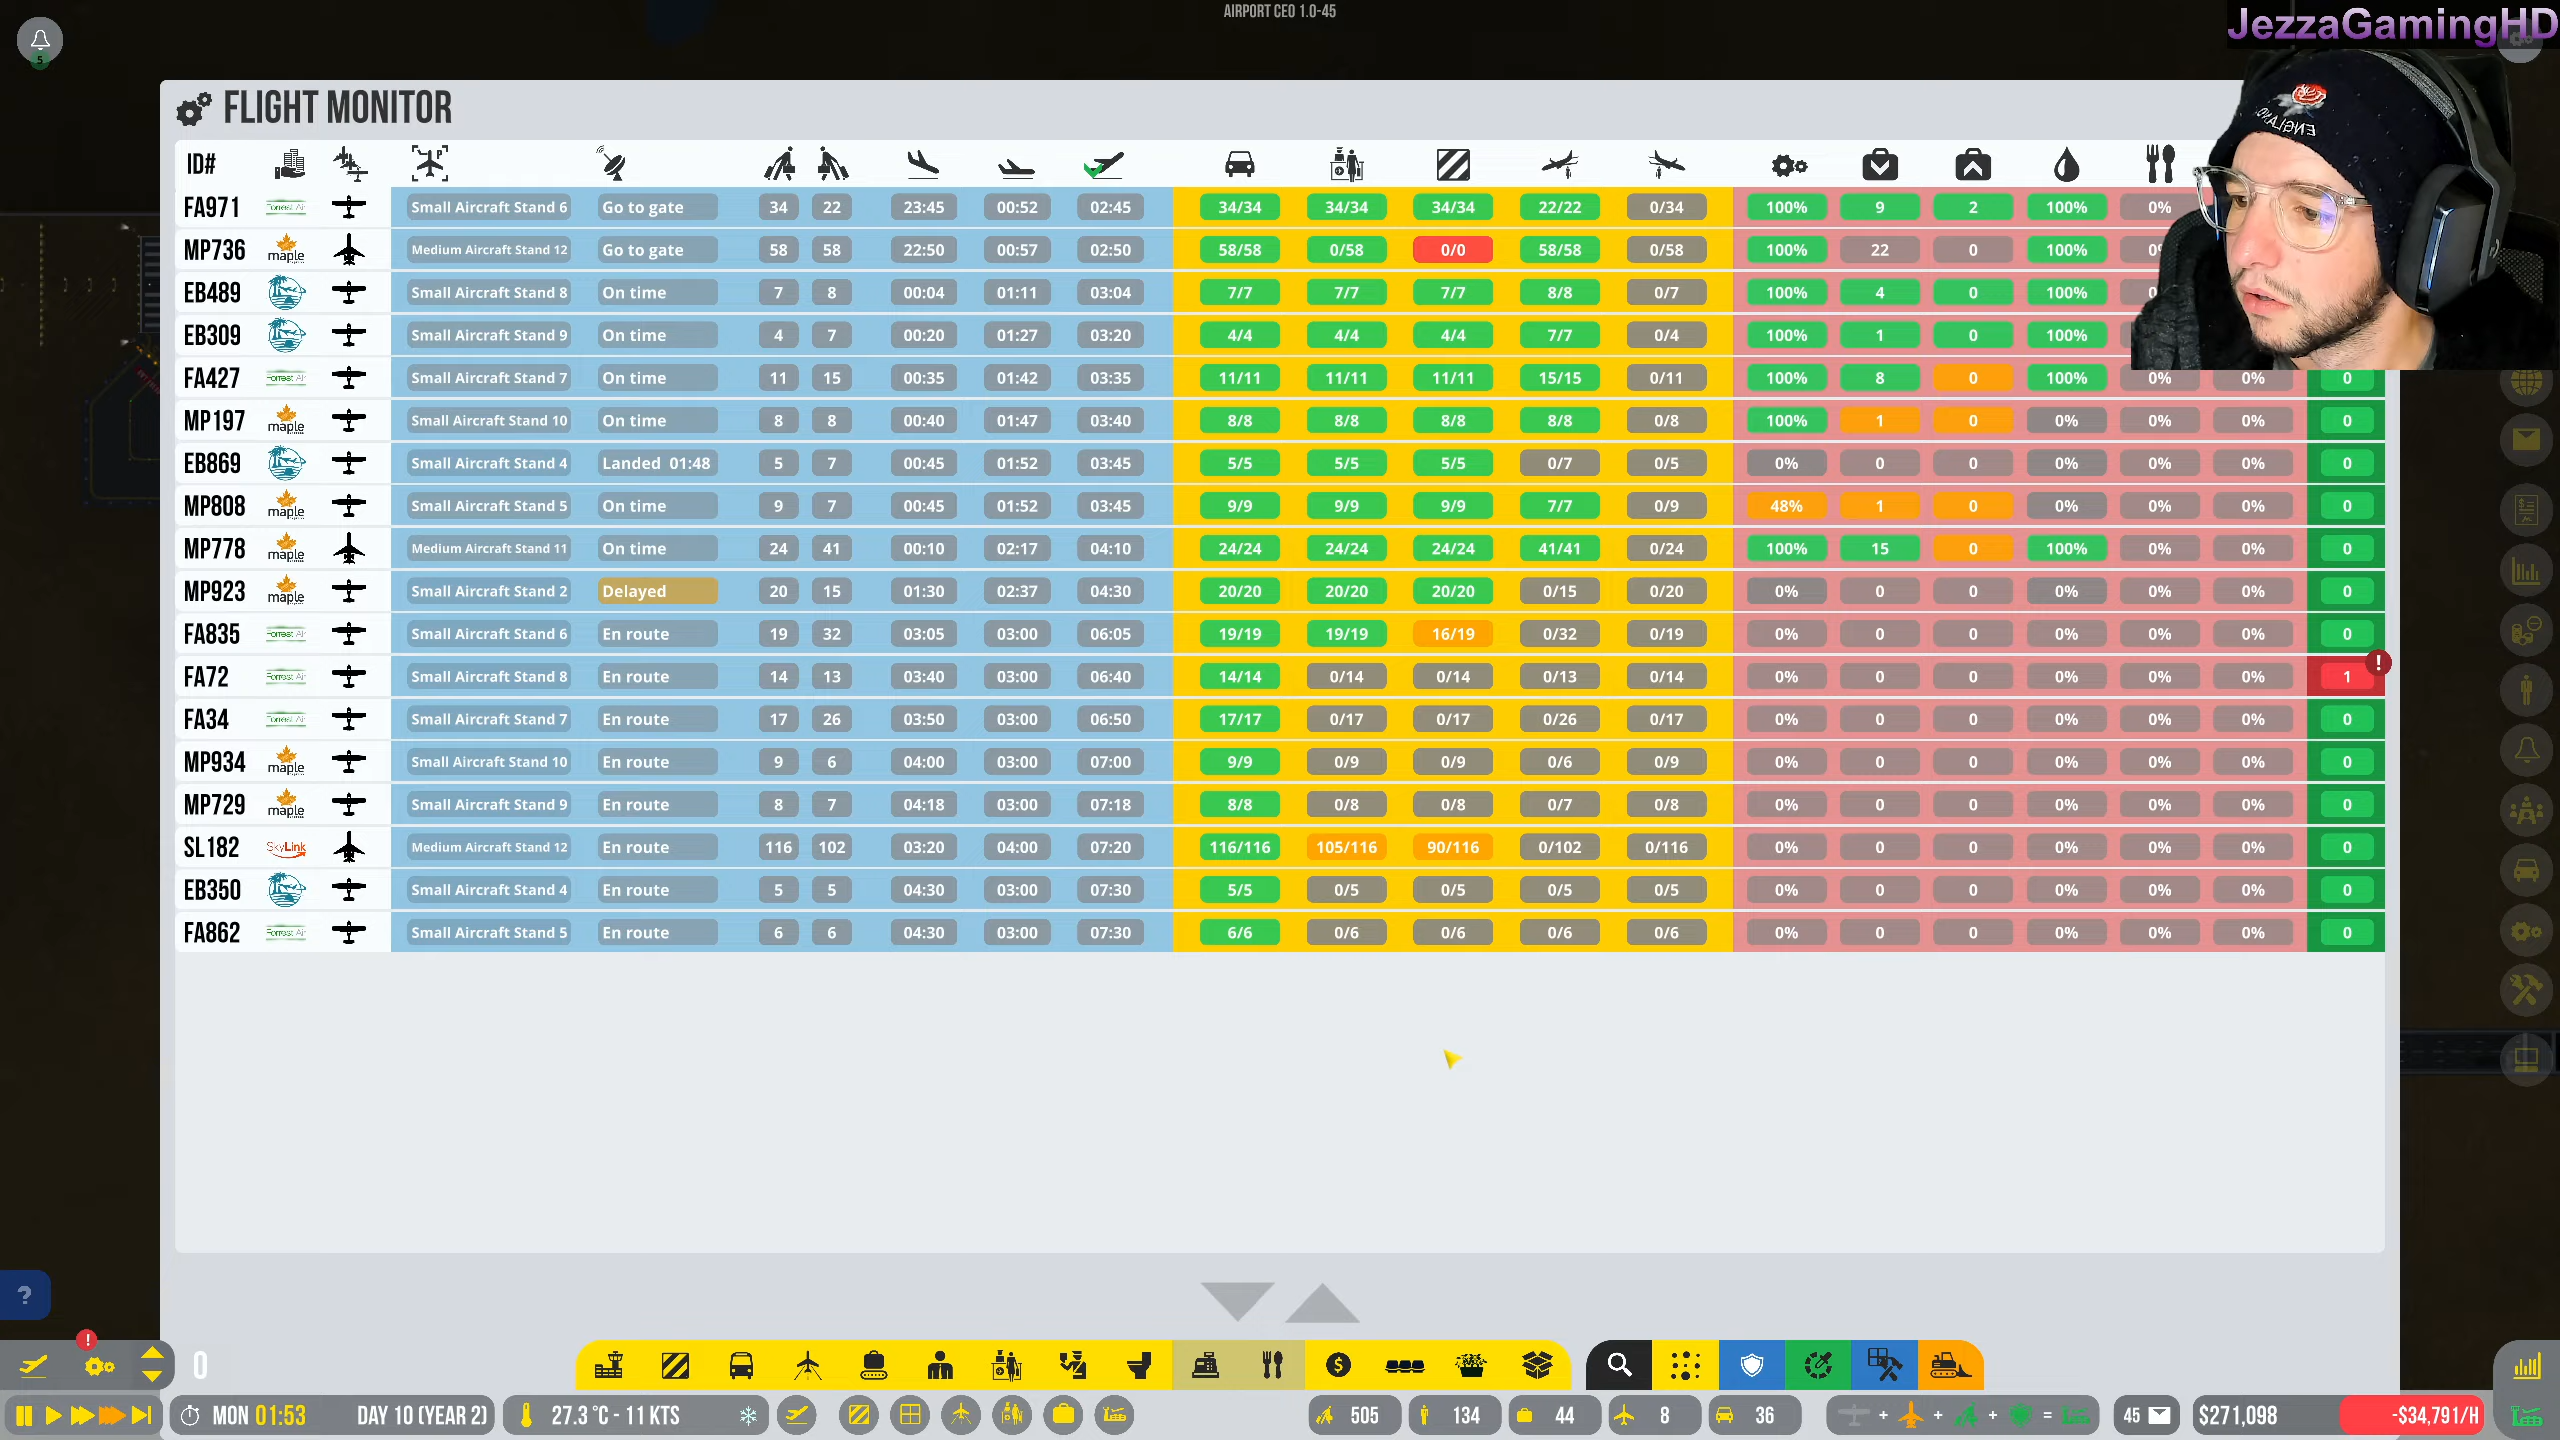 AIRPORT CEO 1.0-45
JezzaGamingHD
5
FLIGHT MONITOR
ENGLAND
ID#
FA971 Forrest Air Small Aircraft Stand 6 Go to gate 34 22 23:45 00:52 02:45 34/34 34/34 34/34 22/22 0/34 100% 9 2 100% 0%
MP736 maple Medium Aircraft Stand 12 Go to gate 58 58 22:50 00:57 02:50 58/58 0/58 0/0 58/58 0/58 100% 22 0 100%
EB489 Small Aircraft Stand 8 On time 7 8 00:04 01:11 03:04 7/7 7/7 7/7 8/8 0/7 100% 4 0 100%
EB309 Small Aircraft Stand 9 On time 4 7 00:20 01:27 03:20 4/4 4/4 4/4 7/7 0/4 100% 1 0 100%
FA427 Forrest Air Small Aircraft Stand 7 On time 11 15 00:35 01:42 03:35 11/11 11/11 11/11 15/15 0/11 100% 8 0 100% 0% 0% 0
MP197 maple Small Aircraft Stand 10 On time 8 8 00:40 01:47 03:40 8/8 8/8 8/8 8/8 0/8 100% 1 0 0% 0% 0% 0
EB869 Small Aircraft Stand 4 Landed 01:48 5 7 00:45 01:52 03:45 5/5 5/5 5/5 0/7 0/5 0% 0 0 0% 0% 0% 0
MP808 maple Small Aircraft Stand 5 On time 9 7 00:45 01:52 03:45 9/9 9/9 9/9 7/7 0/9 48% 1 0 0% 0% 0% 0
MP778 maple Medium Aircraft Stand 11 On time 24 41 00:10 02:17 04:10 24/24 24/24 24/24 41/41 0/24 100% 15 0 100% 0% 0% 0
MP923 maple Small Aircraft Stand 2 Delayed 20 15 01:30 02:37 04:30 20/20 20/20 20/20 0/15 0/20 0% 0 0 0% 0% 0% 0
FA835 Forrest Air Small Aircraft Stand 6 En route 19 32 03:05 03:00 06:05 19/19 19/19 16/19 0/32 0/19 0% 0 0 0% 0% 0% 0
FA72 Forrest Air Small Aircraft Stand 8 En route 14 13 03:40 03:00 06:40 14/14 0/14 0/14 0/13 0/14 0% 0 0 0% 0% 0% 1 !
FA34 Forrest Air Small Aircraft Stand 7 En route 17 26 03:50 03:00 06:50 17/17 0/17 0/17 0/26 0/17 0% 0 0 0% 0% 0% 0
MP934 maple Small Aircraft Stand 10 En route 9 6 04:00 03:00 07:00 9/9 0/9 0/9 0/6 0/9 0% 0 0 0% 0% 0% 0
MP729 maple Small Aircraft Stand 9 En route 8 7 04:18 03:00 07:18 8/8 0/8 0/8 0/7 0/8 0% 0 0 0% 0% 0% 0
SL182 SkyLink Medium Aircraft Stand 12 En route 116 102 03:20 04:00 07:20 116/116 105/116 90/116 0/102 0/116 0% 0 0 0% 0% 0% 0
EB350 Small Aircraft Stand 4 En route 5 5 04:30 03:00 07:30 5/5 0/5 0/5 0/5 0/5 0% 0 0 0% 0% 0% 0
FA862 Forrest Air Small Aircraft Stand 5 En route 6 6 04:30 03:00 07:30 6/6 0/6 0/6 0/6 0/6 0% 0 0 0% 0% 0% 0
?
! 0
MON 01:53 DAY 10 (YEAR 2) 27.3 °C - 11 KTS 505 134 44 8 36 + + + = 45 $271,098 -$34,791/H